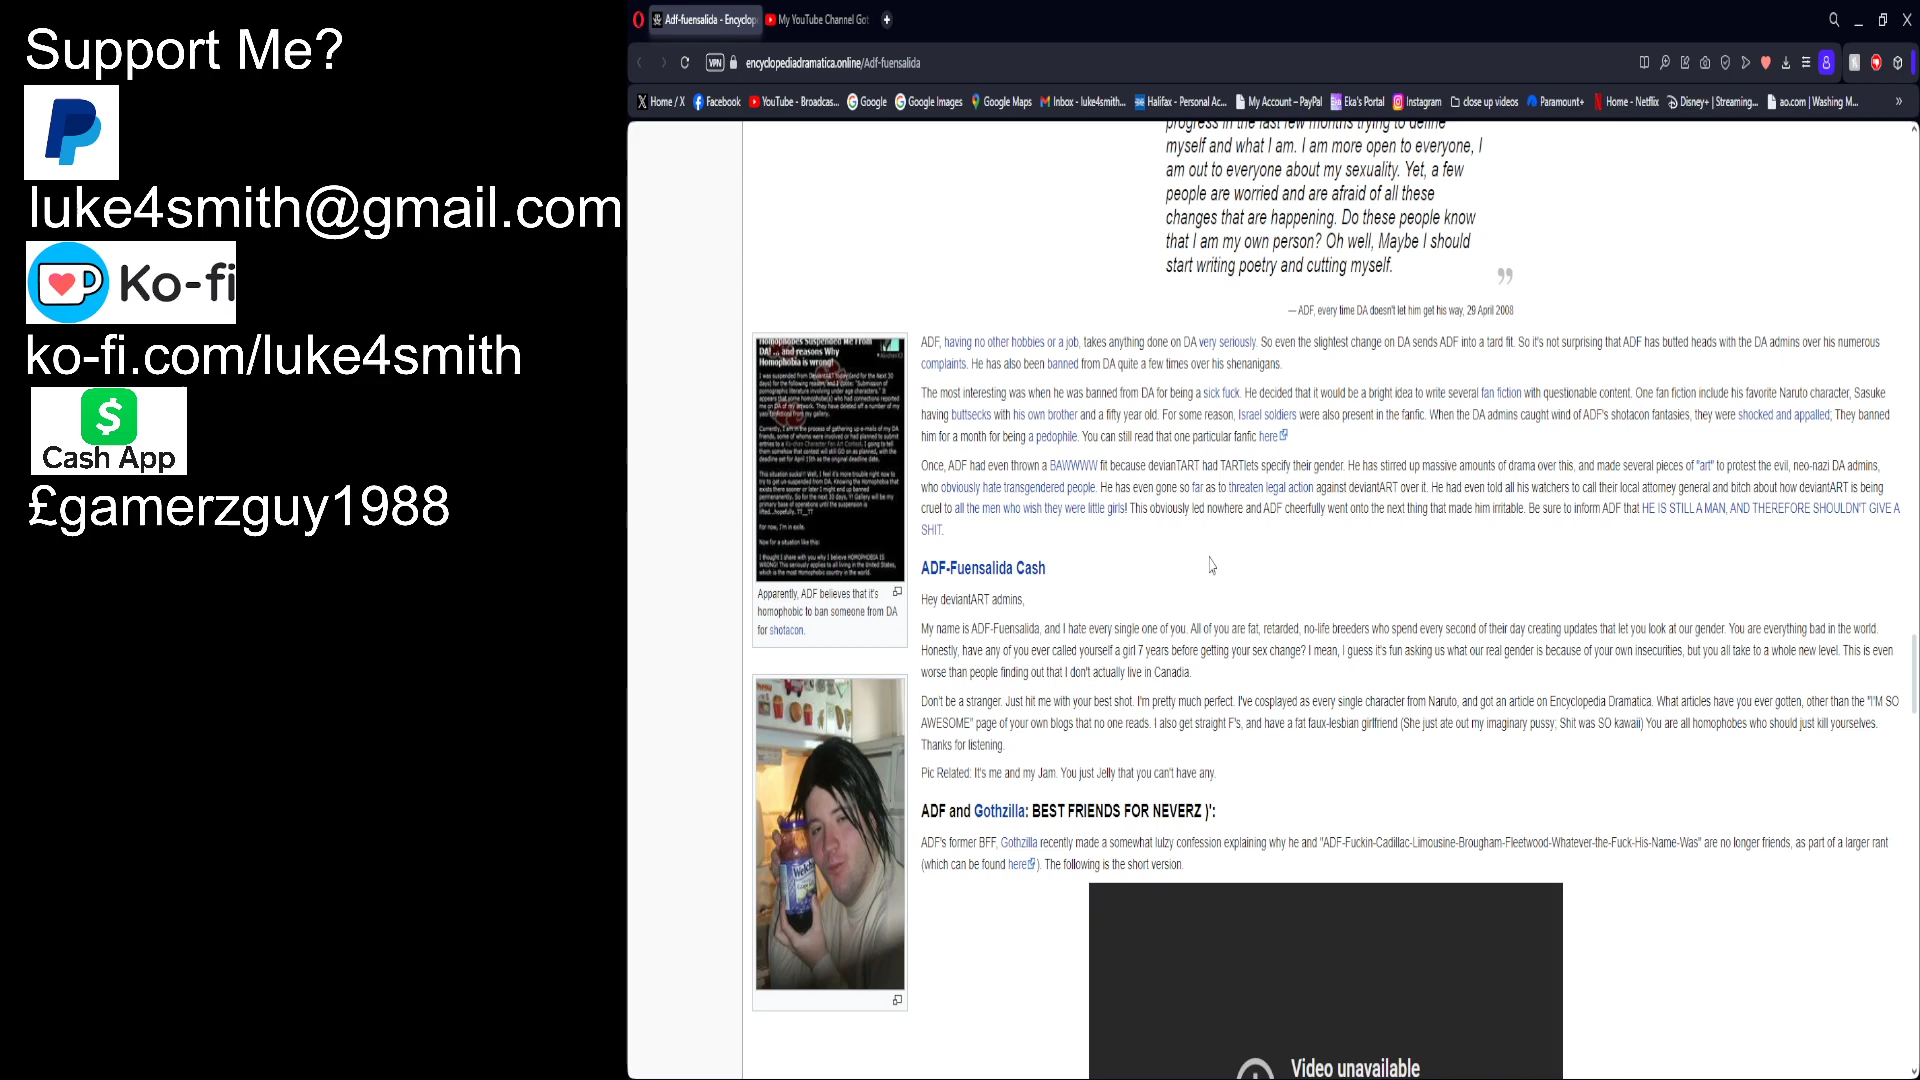 Support Me?
luke4smith@gmail.com
Ko-fi
ko-fi.com/luke4smith
Cash App
£gamerzguy1988
Adf-fuensalida - Encyclop
My YouTube Channel Got
VPN
encyclopediadramatica.online/Adf-fuensalida
Home / X
Facebook
YouTube - Broadcas...
Google
Google Images
Google Maps
Inbox - luke4smith...
Halifax - Personal Ac...
My Account – PayPal
Eka's Portal
Instagram
close up videos
Paramount+
Home - Netflix
Disney+ | Streaming...
ao.com | Washing M...
»
progress in the last few months trying to define
myself and what I am. I am more open to everyone, I
am out to everyone about my sexuality. Yet, a few
people are worried and are afraid of all these
changes that are happening. Do these people know
that I am my own person? Oh well, Maybe I should
start writing poetry and cutting myself.
”
— ADF, every time DA doesn't let him get his way, 29 April 2008
ADF, having no other hobbies or a job, takes anything done on DA very seriously. So even the slightest change on DA sends ADF into a tard fit. So it's not surprising that ADF has butted heads with the DA admins over his numerous
complaints. He has also been banned from DA quite a few times over his shenanigans.
The most interesting was when he was banned from DA for being a sick fuck. He decided that it would be a bright idea to write several fan fiction with questionable content. One fan fiction include his favorite Naruto character, Sasuke
having buttsecks with his own brother and a fifty year old. For some reason, Israel soldiers were also present in the fanfic. When the DA admins caught wind of ADF's shotacon fantasies, they were shocked and appalled; They banned
him for a month for being a pedophile. You can still read that one particular fanfic here
Once, ADF had even thrown a BAWWWW fit because devianTART had TARTlets specify their gender. He has stirred up massive amounts of drama over this, and made several pieces of "art" to protest the evil, neo-nazi DA admins,
who obviously hate transgendered people. He has even gone so far as to threaten legal action against deviantART over it. He had even told all his watchers to call their local attorney general and bitch about how deviantART is being
cruel to all the men who wish they were little girls! This obviously led nowhere and ADF cheerfully went onto the next thing that made him irritable. Be sure to inform ADF that HE IS STILL A MAN, AND THEREFORE SHOULDN'T GIVE A
SHIT.
Homophobes Suspended Me From
DA! ... and reasons Why
Homophobia is wrong!
Apparently, ADF believes that it's
homophobic to ban someone from DA
for shotacon.
ADF-Fuensalida Cash
Hey deviantART admins,
My name is ADF-Fuensalida, and I hate every single one of you. All of you are fat, retarded, no-life breeders who spend every second of their day creating updates that let you look at our gender. You are everything bad in the world.
Honestly, have any of you ever called yourself a girl 7 years before getting your sex change? I mean, I guess it's fun asking us what our real gender is because of your own insecurities, but you all take to a whole new level. This is even
worse than people finding out that I don't actually live in Canadia.
Don't be a stranger. Just hit me with your best shot. I'm pretty much perfect. I've cosplayed as every single character from Naruto, and got an article on Encyclopedia Dramatica. What articles have you ever gotten, other than the "I'M SO
AWESOME" page of your own blogs that no one reads. I also get straight F's, and have a fat faux-lesbian girlfriend (She just ate out my imaginary pussy; Shit was SO kawaii) You are all homophobes who should just kill yourselves.
Thanks for listening.
Pic Related: It's me and my Jam. You just Jelly that you can't have any.
Welch
ADF and Gothzilla: BEST FRIENDS FOR NEVERZ )':
ADF's former BFF, Gothzilla recently made a somewhat lulzy confession explaining why he and "ADF-Fuckin-Cadillac-Limousine-Brougham-Fleetwood-Whatever-the-Fuck-His-Name-Was" are no longer friends, as part of a larger rant
(which can be found here). The following is the short version.
Video unavailable